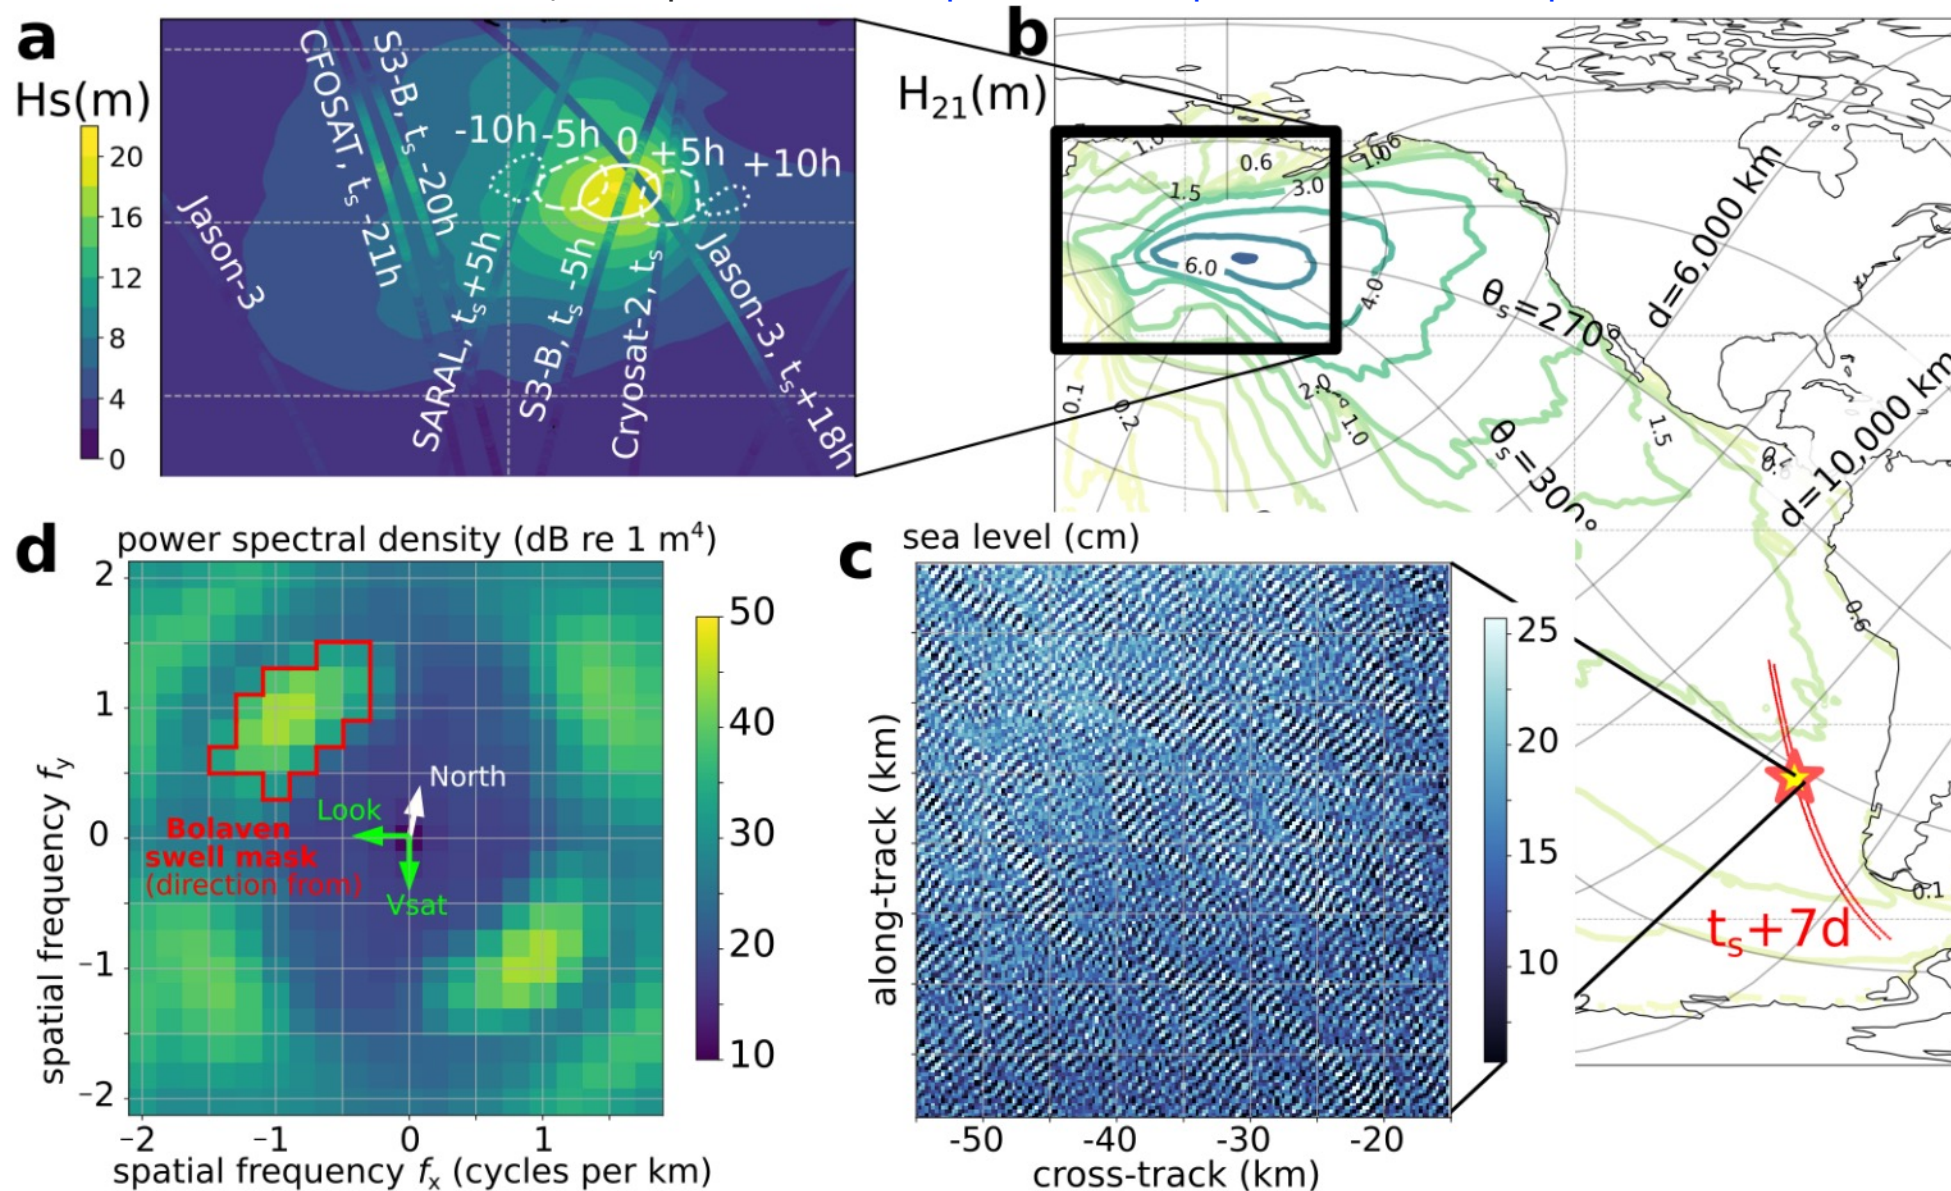 a
Hs(m)
20
16
12
8
4
0
CFOSAT, tₛ -21h
S3-B, tₛ -20h
-10h
-5h
0
+5h
+10h
Jason-3
SARAL, tₛ+5h
S3-B, tₛ -5h
Cryosat-2, tₛ
Jason-3, tₛ+18h
b
H₂₁(m)
1.0
0.6
1.5
3.0
6.0
4.0
2.0
1.0
0.1
0.2
1.5
0.6
0.1
θₛ=270°
θₛ=300°
d=6,000 km
d=10,000 km
tₛ+7d
d
power spectral density (dB re 1 m⁴)
2
1
0
−1
−2
spatial frequency fᵧ
North
Look
Vsat
Bolaven
swell mask
(direction from)
50
40
30
20
10
−2
−1
0
1
spatial frequency fₓ (cycles per km)
c
sea level (cm)
along-track (km)
25
20
15
10
-50
-40
-30
-20
cross-track (km)